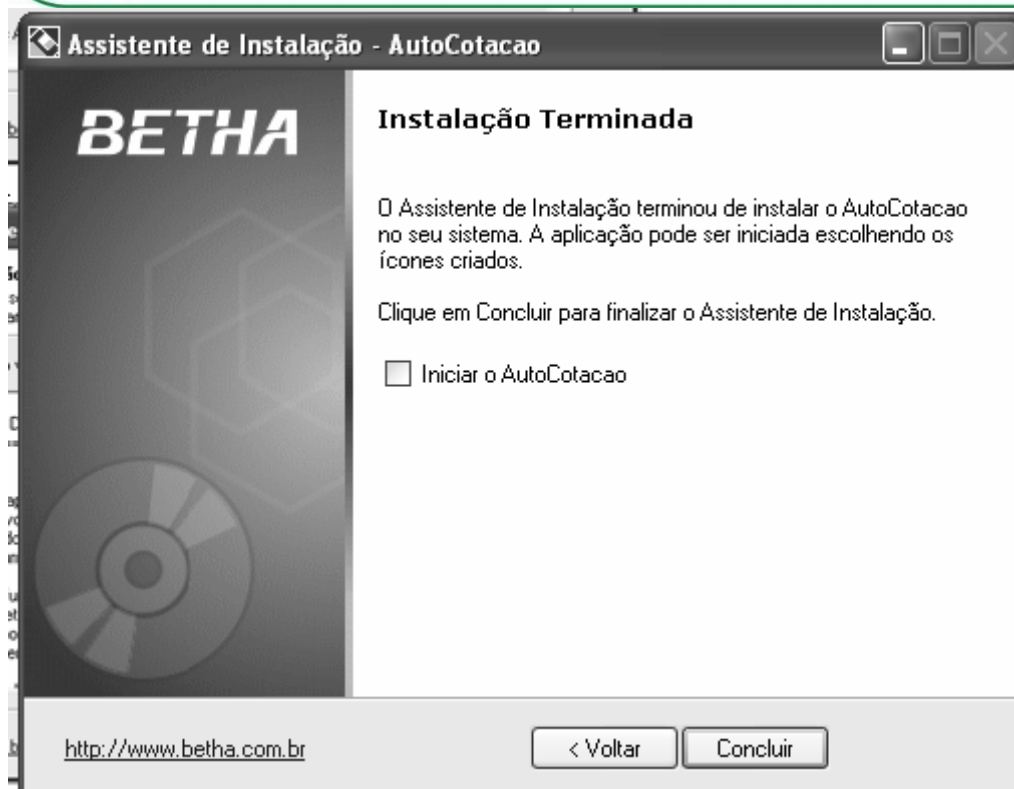 Assistente de Instalação - AutoCotacao
BETHA
Instalação Terminada
O Assistente de Instalação terminou de instalar o AutoCotacao
no seu sistema. A aplicação pode ser iniciada escolhendo os
ícones criados.
Clique em Concluir para finalizar o Assistente de Instalação.
Iniciar o AutoCotacao
http://www.betha.com.br
< Voltar
Concluir